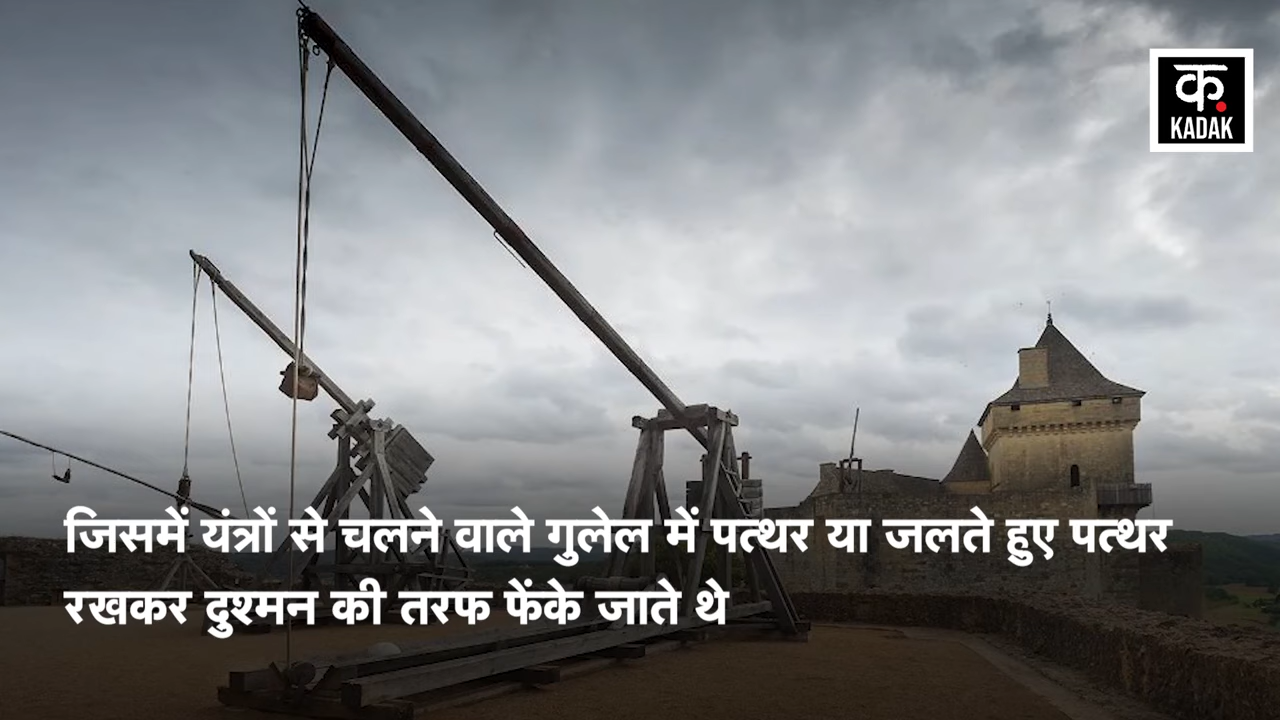 क.
KADAK
जिसमें यंत्रों से चलने वाले गुलेल में पत्थर या जलते हुए पत्थर
रखकर दुश्मन की तरफ फेंके जाते थे